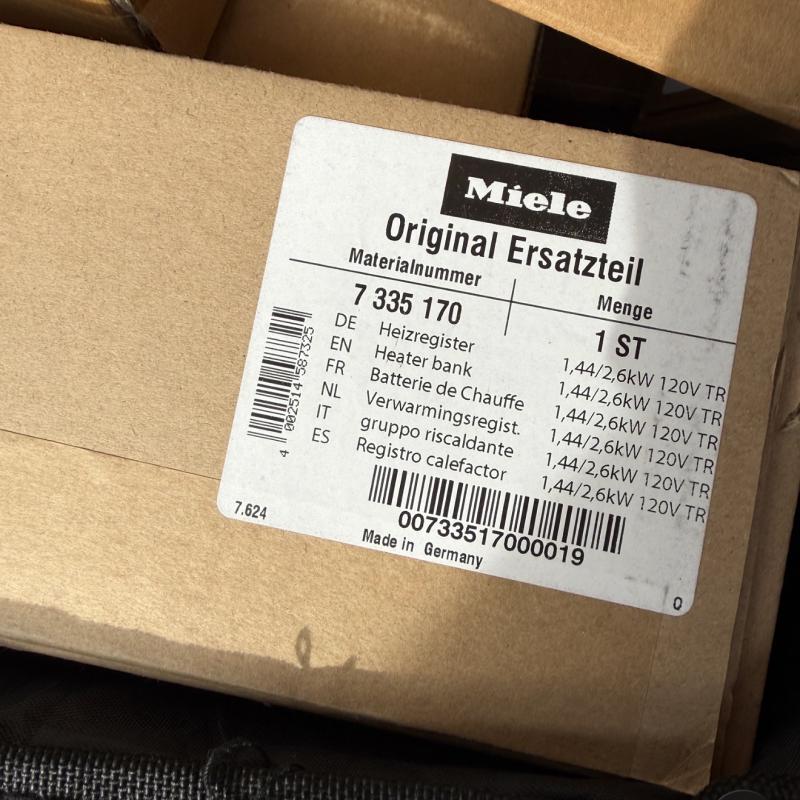 Miele
Original Ersatzteil
Materialnummer Menge
7 335 170 1 ST
DE Heizregister 1,44/2,6kW 120V TR
EN Heater bank 1,44/2,6kW 120V TR
FR Batterie de Chauffe 1,44/2,6kW 120V TR
NL Verwarmingsregist. 1,44/2,6kW 120V TR
IT gruppo riscaldante 1,44/2,6kW 120V TR
ES Registro calefactor 1,44/2,6kW 120V TR
4 002514 587325
00733517000019
7.624 Made in Germany
0